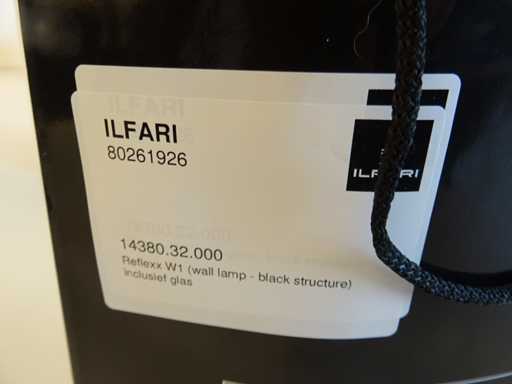 ILFARI
80261926
ILFARI
14380.32.000
Reflexx W1 (wall lamp - black structure)
inclusief glas